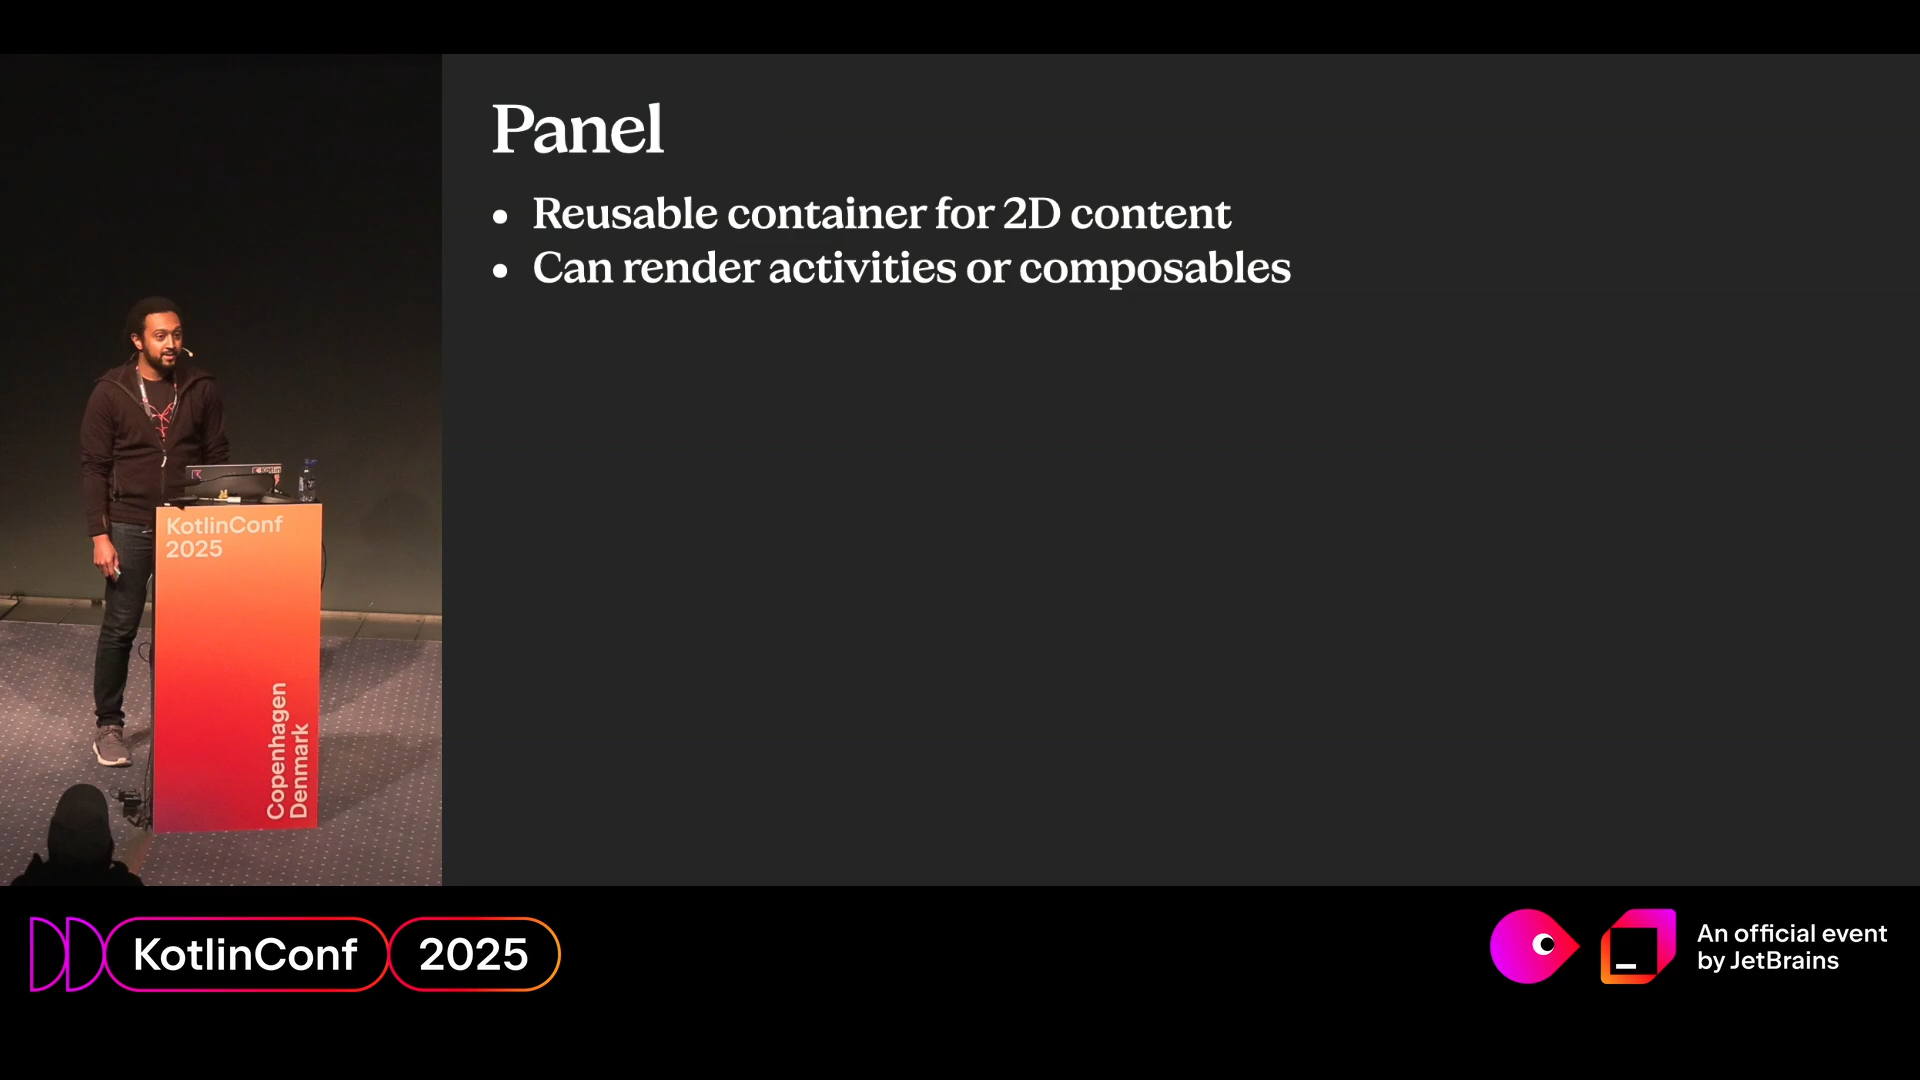 Panel
• Reusable container for 2D content
• Can render activities or composables
Kotlin
KotlinConf
2025
Copenhagen
Denmark
KotlinConf 2025
An official event
by JetBrains